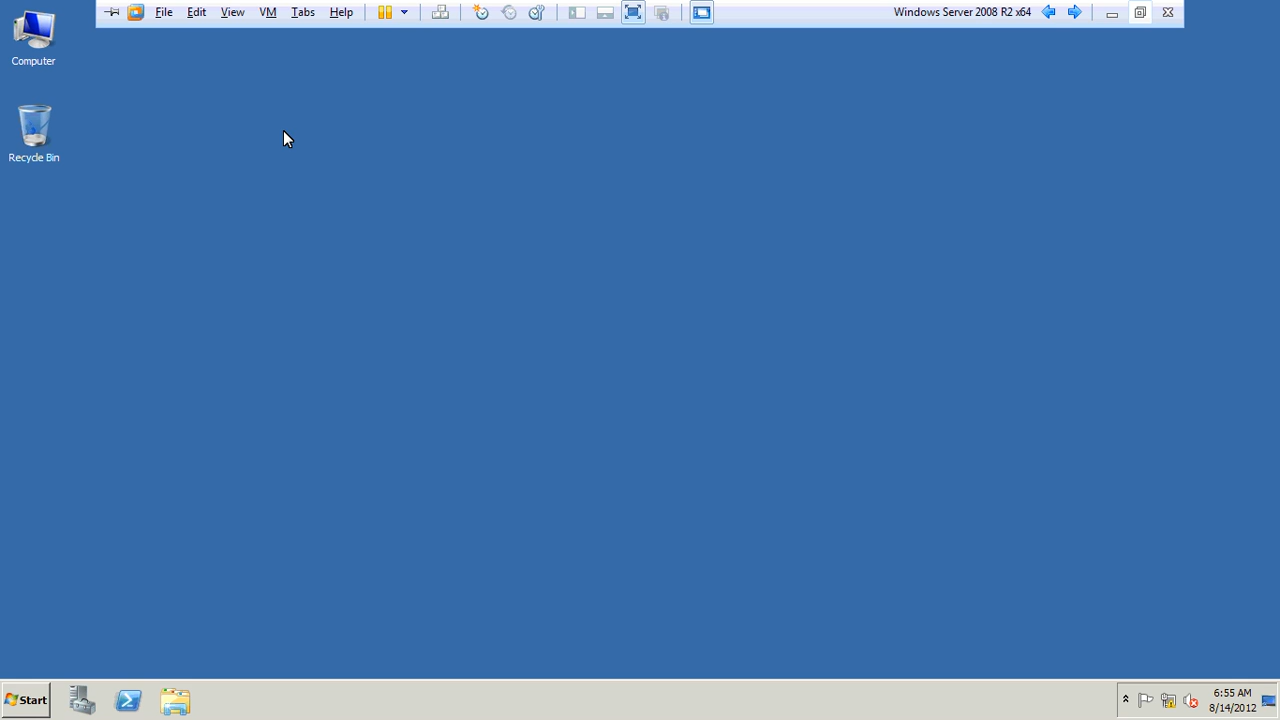 File Edit View VM Tabs Help Windows Server 2008 R2 x64
Computer
Recycle Bin
Start
6:55 AM
8/14/2012